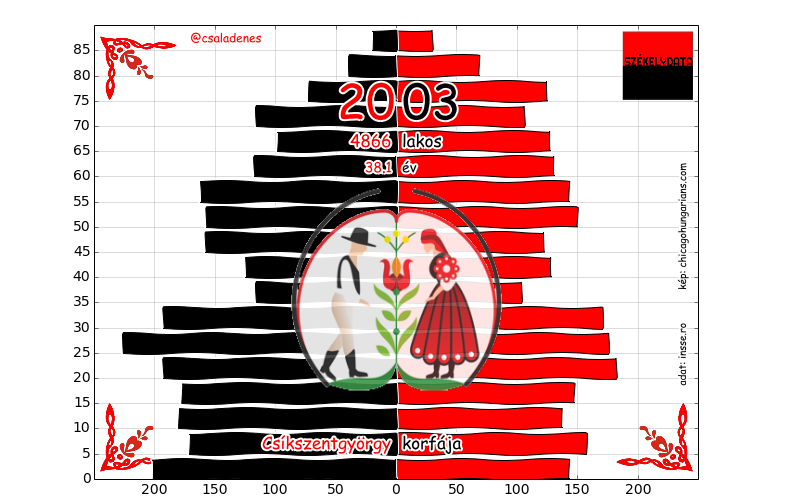 @csaladenes
SZÉKELYDATA
2003
4866 lakos
38.1 év
kép: chicagohungarians.com
adat: insse.ro
Csíkszentgyörgy korfája
85
80
75
70
65
60
55
50
45
40
35
30
25
20
15
10
5
0
200 150 100 50 0 50 100 150 200